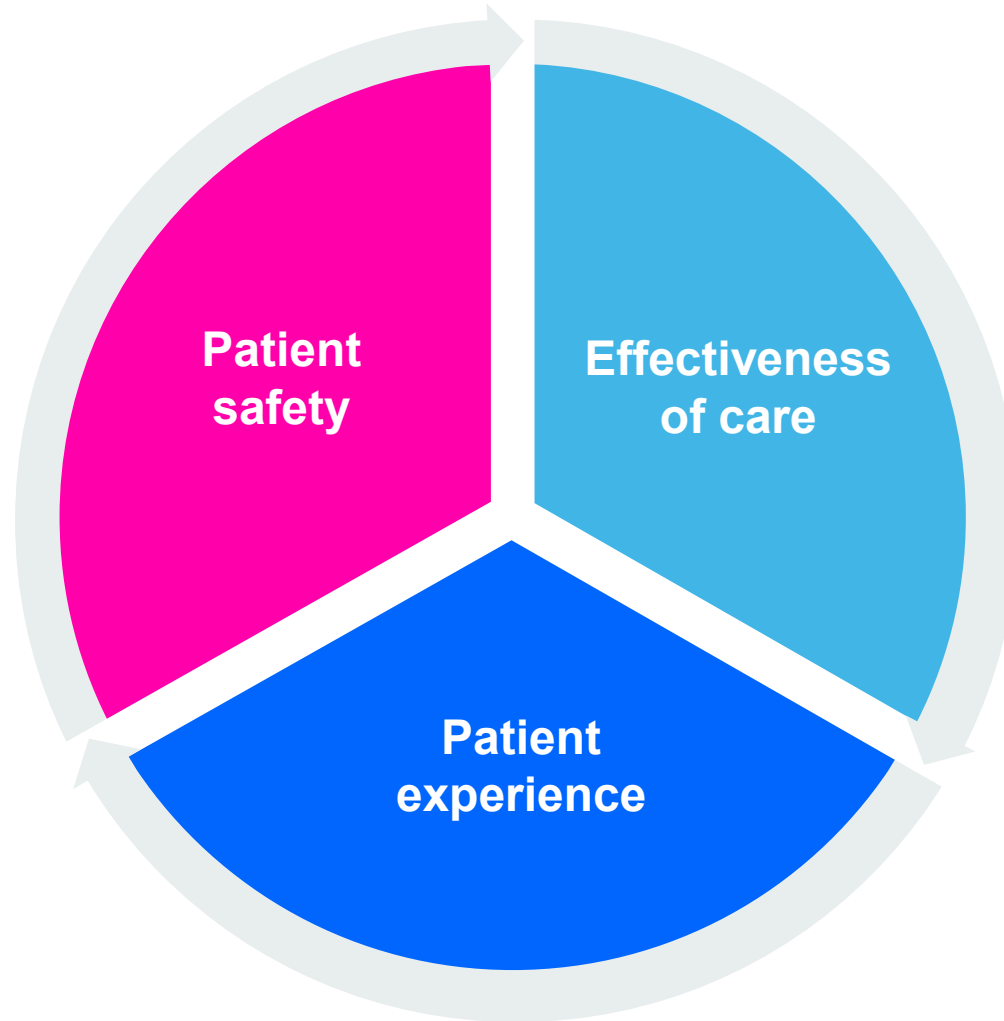 Patient
safety
Effectiveness
of care
Patient
experience